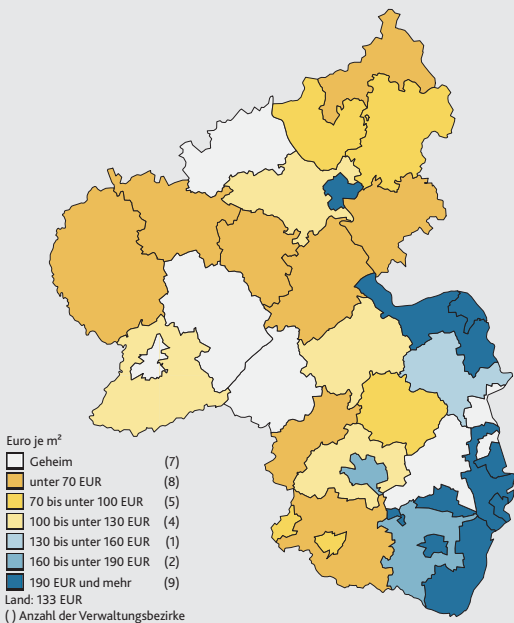 Euro je m²
Geheim (7)
unter 70 EUR (8)
70 bis unter 100 EUR (5)
100 bis unter 130 EUR (4)
130 bis unter 160 EUR (1)
160 bis unter 190 EUR (2)
190 EUR und mehr (9)
Land: 133 EUR
( ) Anzahl der Verwaltungsbezirke